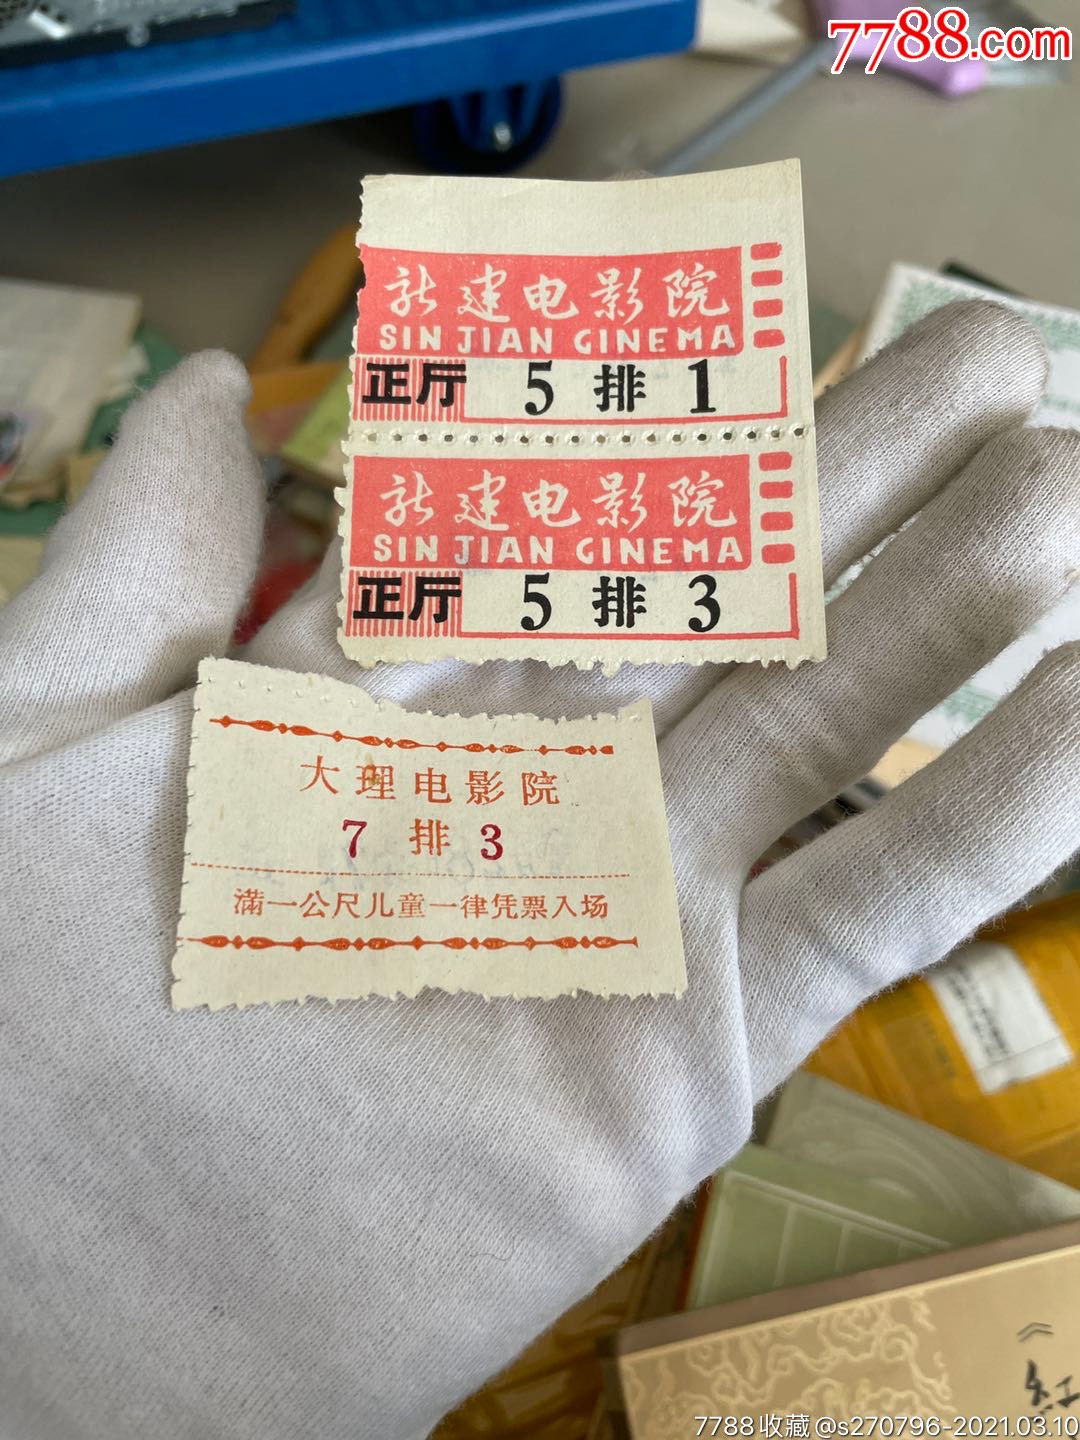 7788.com
新建电影院
SIN JIAN CINEMA
正厅 5 排 1
新建电影院
SIN JIAN CINEMA
正厅 5 排 3
大理电影院
7 排 3
满一公尺儿童一律凭票入场
《红
7788收藏@s270796-2021.03.10